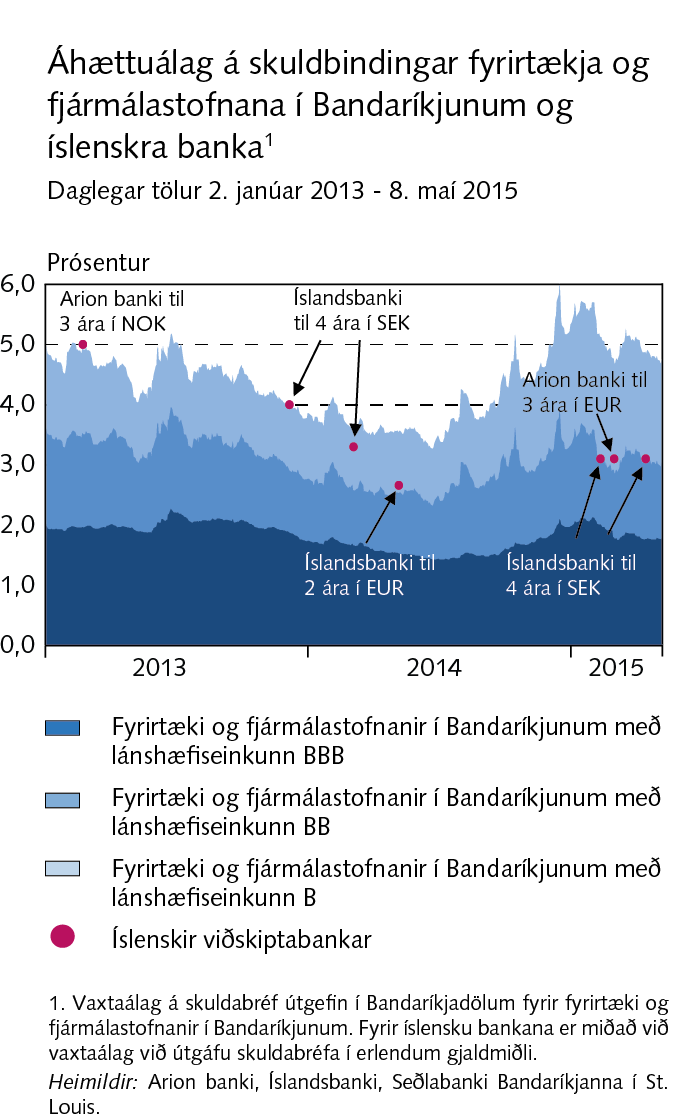 Áhættuálag á skuldbindingar fyrirtækja og
fjármálastofnana í Bandaríkjunum og
íslenskra banka¹
Daglegar tölur 2. janúar 2013 - 8. maí 2015
Prósentur
6,0
5,0
4,0
3,0
2,0
1,0
0,0
Arion banki til
3 ára í NOK
Íslandsbanki
til 4 ára í SEK
Arion banki til
3 ára í EUR
Íslandsbanki til
2 ára í EUR
Íslandsbanki til
4 ára í SEK
2013
2014
2015
Fyrirtæki og fjármálastofnanir í Bandaríkjunum með
lánshæfiseinkunn BBB
Fyrirtæki og fjármálastofnanir í Bandaríkjunum með
lánshæfiseinkunn BB
Fyrirtæki og fjármálastofnanir í Bandaríkjunum með
lánshæfiseinkunn B
Íslenskir viðskiptabankar
1. Vaxtaálag á skuldabréf útgefin í Bandaríkjadölum fyrir fyrirtæki og
fjármálastofnanir í Bandaríkjunum. Fyrir íslensku bankana er miðað við
vaxtaálag við útgáfu skuldabréfa í erlendum gjaldmiðli.
Heimildir: Arion banki, Íslandsbanki, Seðlabanki Bandaríkjanna í St.
Louis.